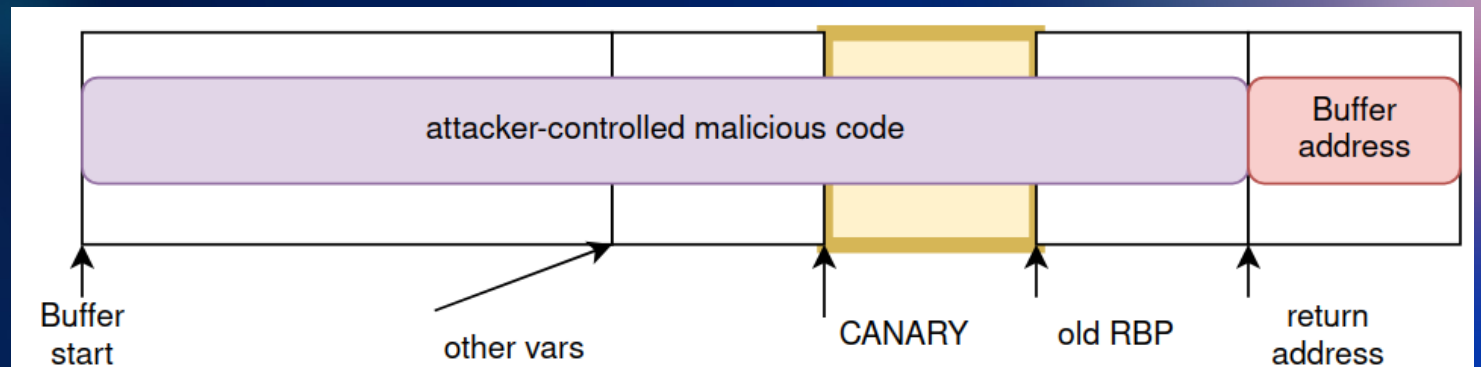 attacker-controlled malicious code
Buffer
address
Buffer
start
other vars
CANARY
old RBP
return
address